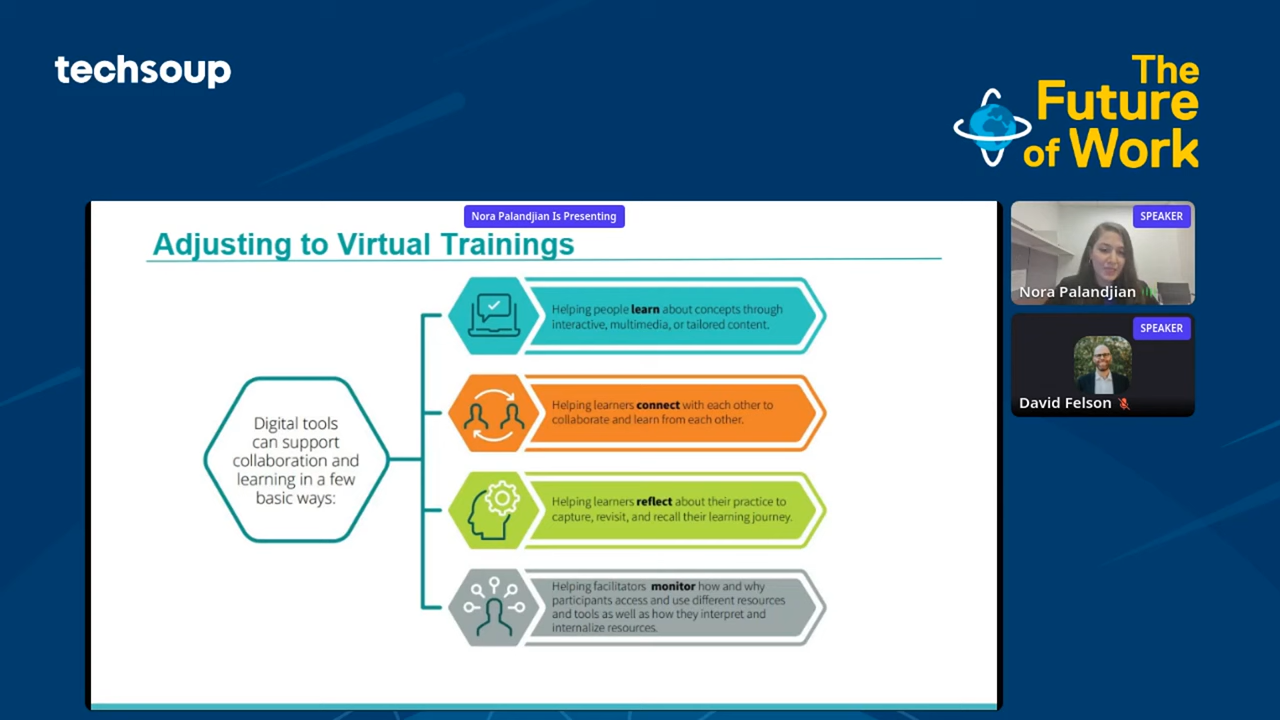 techsoup
The
Future
of Work
Nora Palandjian Is Presenting
Adjusting to Virtual Trainings
Digital tools
can support
collaboration and
learning in a few
basic ways:
Helping people learn about concepts through
interactive, multimedia, or tailored content.
Helping learners connect with each other to
collaborate and learn from each other.
Helping learners reflect about their practice to
capture, revisit, and recall their learning journey.
Helping facilitators monitor how and why
participants access and use different resources
and tools as well as how they interpret and
internalize resources.
SPEAKER
Nora Palandjian
SPEAKER
David Felson